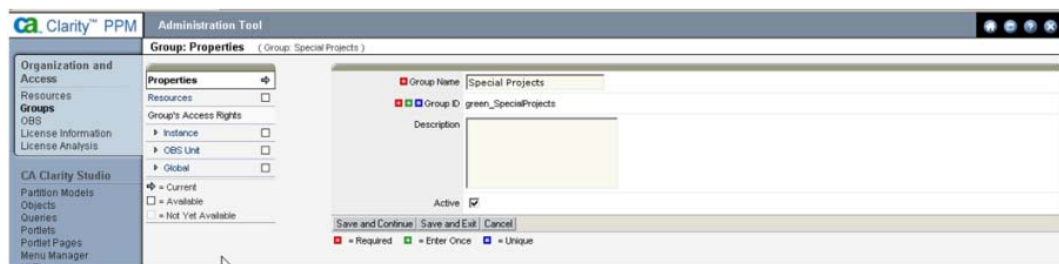 ca Clarity™ PPM
Administration Tool
Group: Properties ( Group: Special Projects )
Organization and
Access
Resources
Groups
OBS
License Information
License Analysis
CA Clarity Studio
Partition Models
Objects
Queries
Portlets
Portlet Pages
Menu Manager
Properties
Resources
Group's Access Rights
Instance
OBS Unit
Global
= Current
= Available
= Not Yet Available
Group Name Special Projects
Group ID green_SpecialProjects
Description
Active
Save and Continue Save and Exit Cancel
= Required = Enter Once = Unique